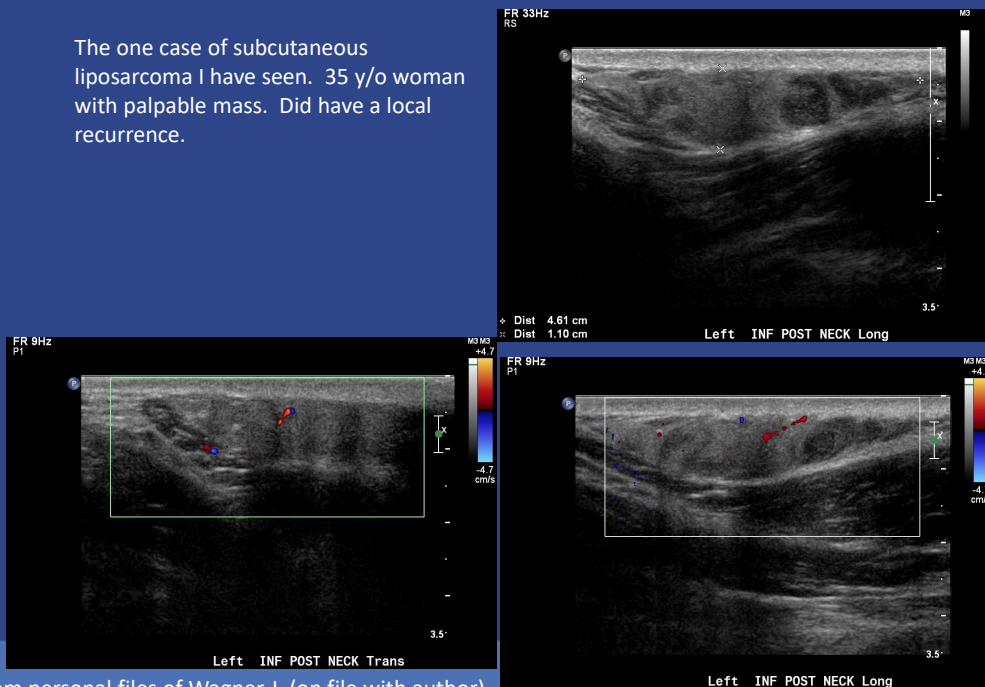 The one case of subcutaneous
liposarcoma I have seen. 35 y/o woman
with palpable mass. Did have a local
recurrence.
FR 33Hz
RS
M3
P
x
3.5
Dist 4.61 cm
Dist 1.10 cm
Left INF POST NECK Long
FR 9Hz
P1
M3 M3
+4.7
P
x
-4.7
cm/s
3.5
Left INF POST NECK Trans
FR 9Hz
P1
M3 M3
P
x
3.5
Left INF POST NECK Long
personal files of Wagner J. (on file with author)